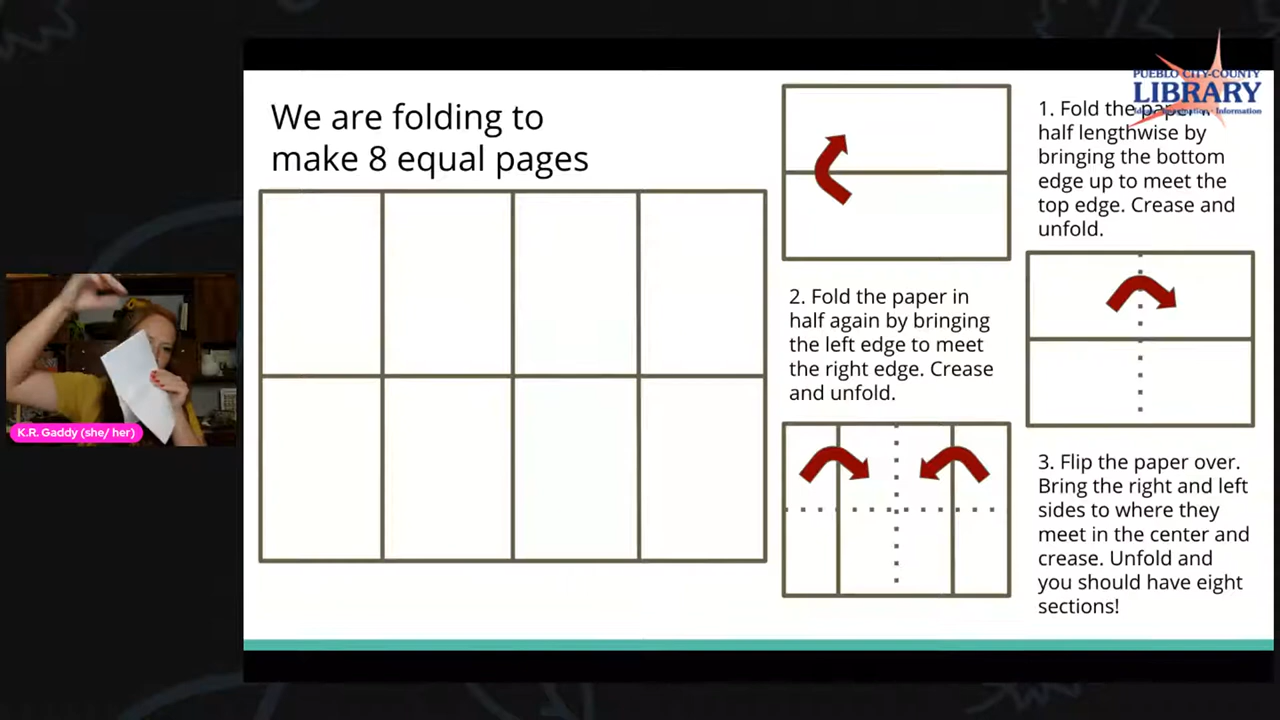 We are folding to
make 8 equal pages
PUEBLO CITY-COUNTY
LIBRARY
Information
1. Fold the paper
half lengthwise by
bringing the bottom
edge up to meet the
top edge. Crease and
unfold.
2. Fold the paper in
half again by bringing
the left edge to meet
the right edge. Crease
and unfold.
3. Flip the paper over.
Bring the right and left
sides to where they
meet in the center and
crease. Unfold and
you should have eight
sections!
K.R. Gaddy (she/ her)